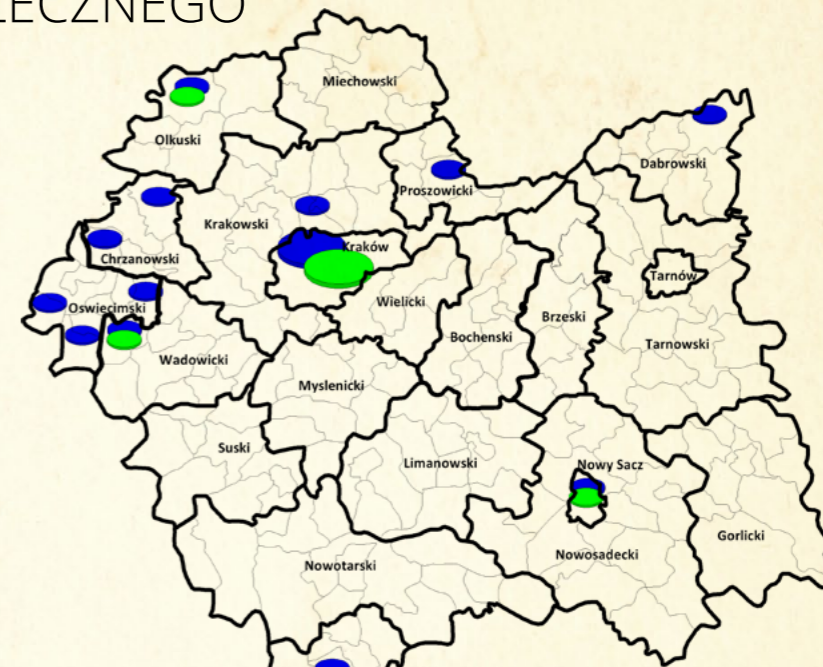 ŁECZNEGO
Miechowski
Olkuski
Dabrowski
Proszowicki
Krakowski
Kraków
Chrzanowski
Tarnów
Oswiecimski
Wielicki
Brzeski
Bochenski
Tarnowski
Wadowicki
Myslenicki
Suski
Limanowski
Nowy Sacz
Gorlicki
Nowosadecki
Nowotarski